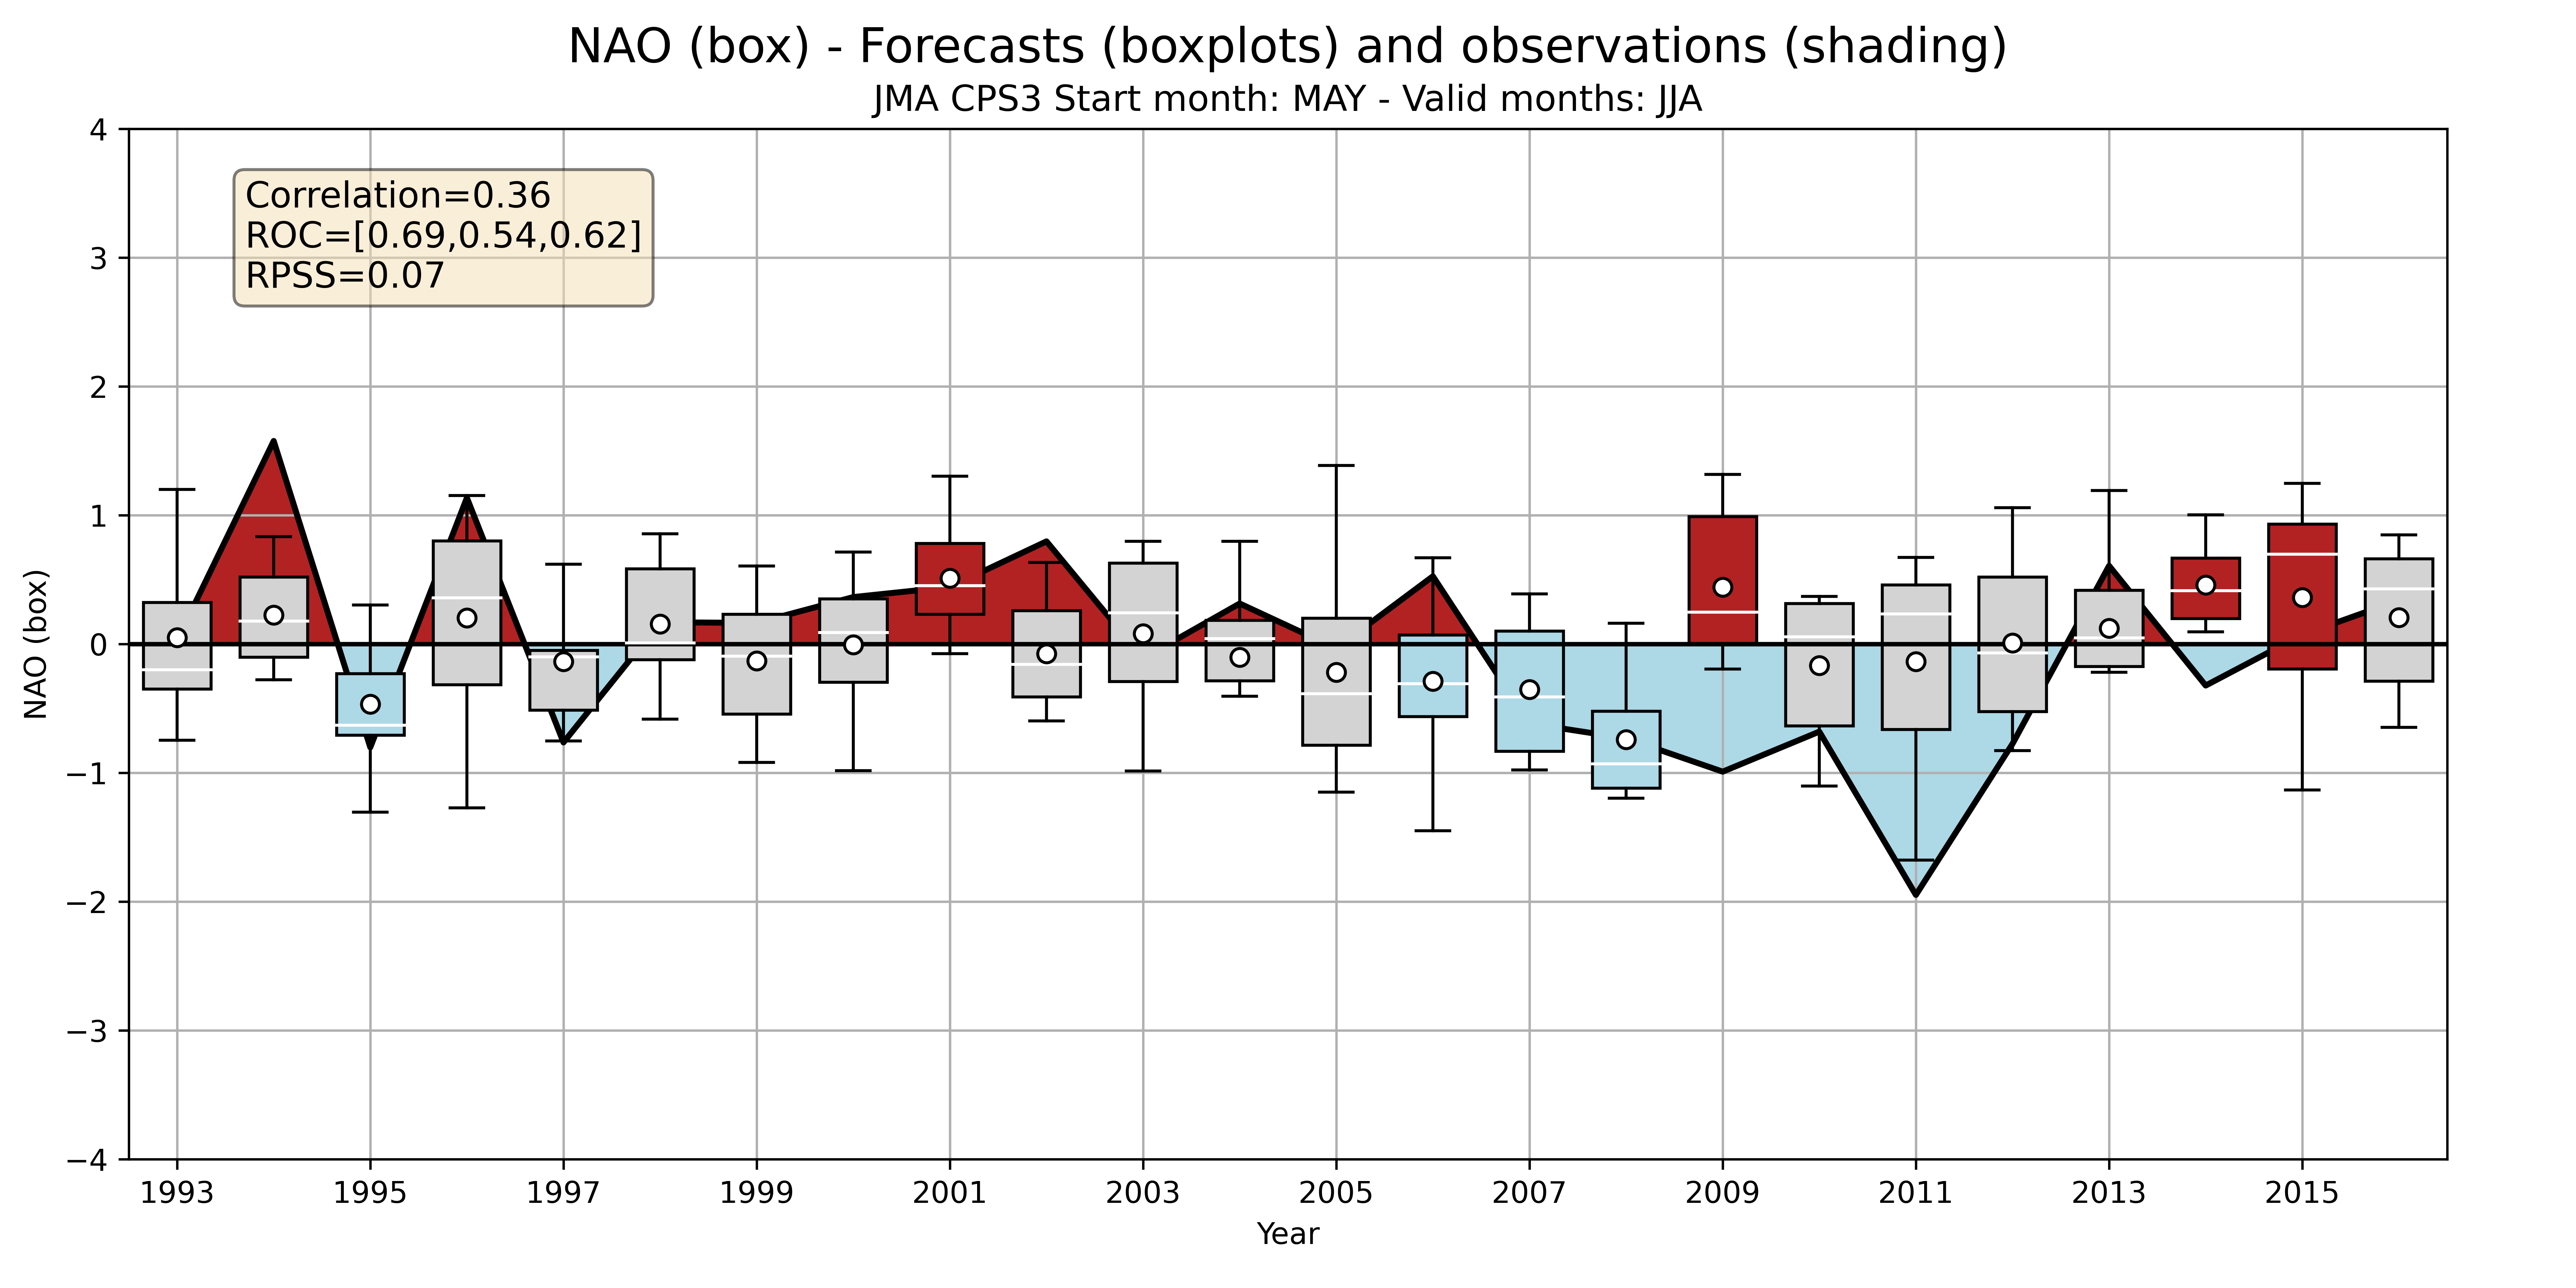 NAO (box) - Forecasts (boxplots) and observations (shading)
JMA CPS3 Start month: MAY - Valid months: JJA
Correlation=0.36
ROC=[0.69,0.54,0.62]
RPSS=0.07
NAO (box)
4
3
2
1
0
−1
−2
−3
−4
1993 1995 1997 1999 2001 2003 2005 2007 2009 2011 2013 2015
Year